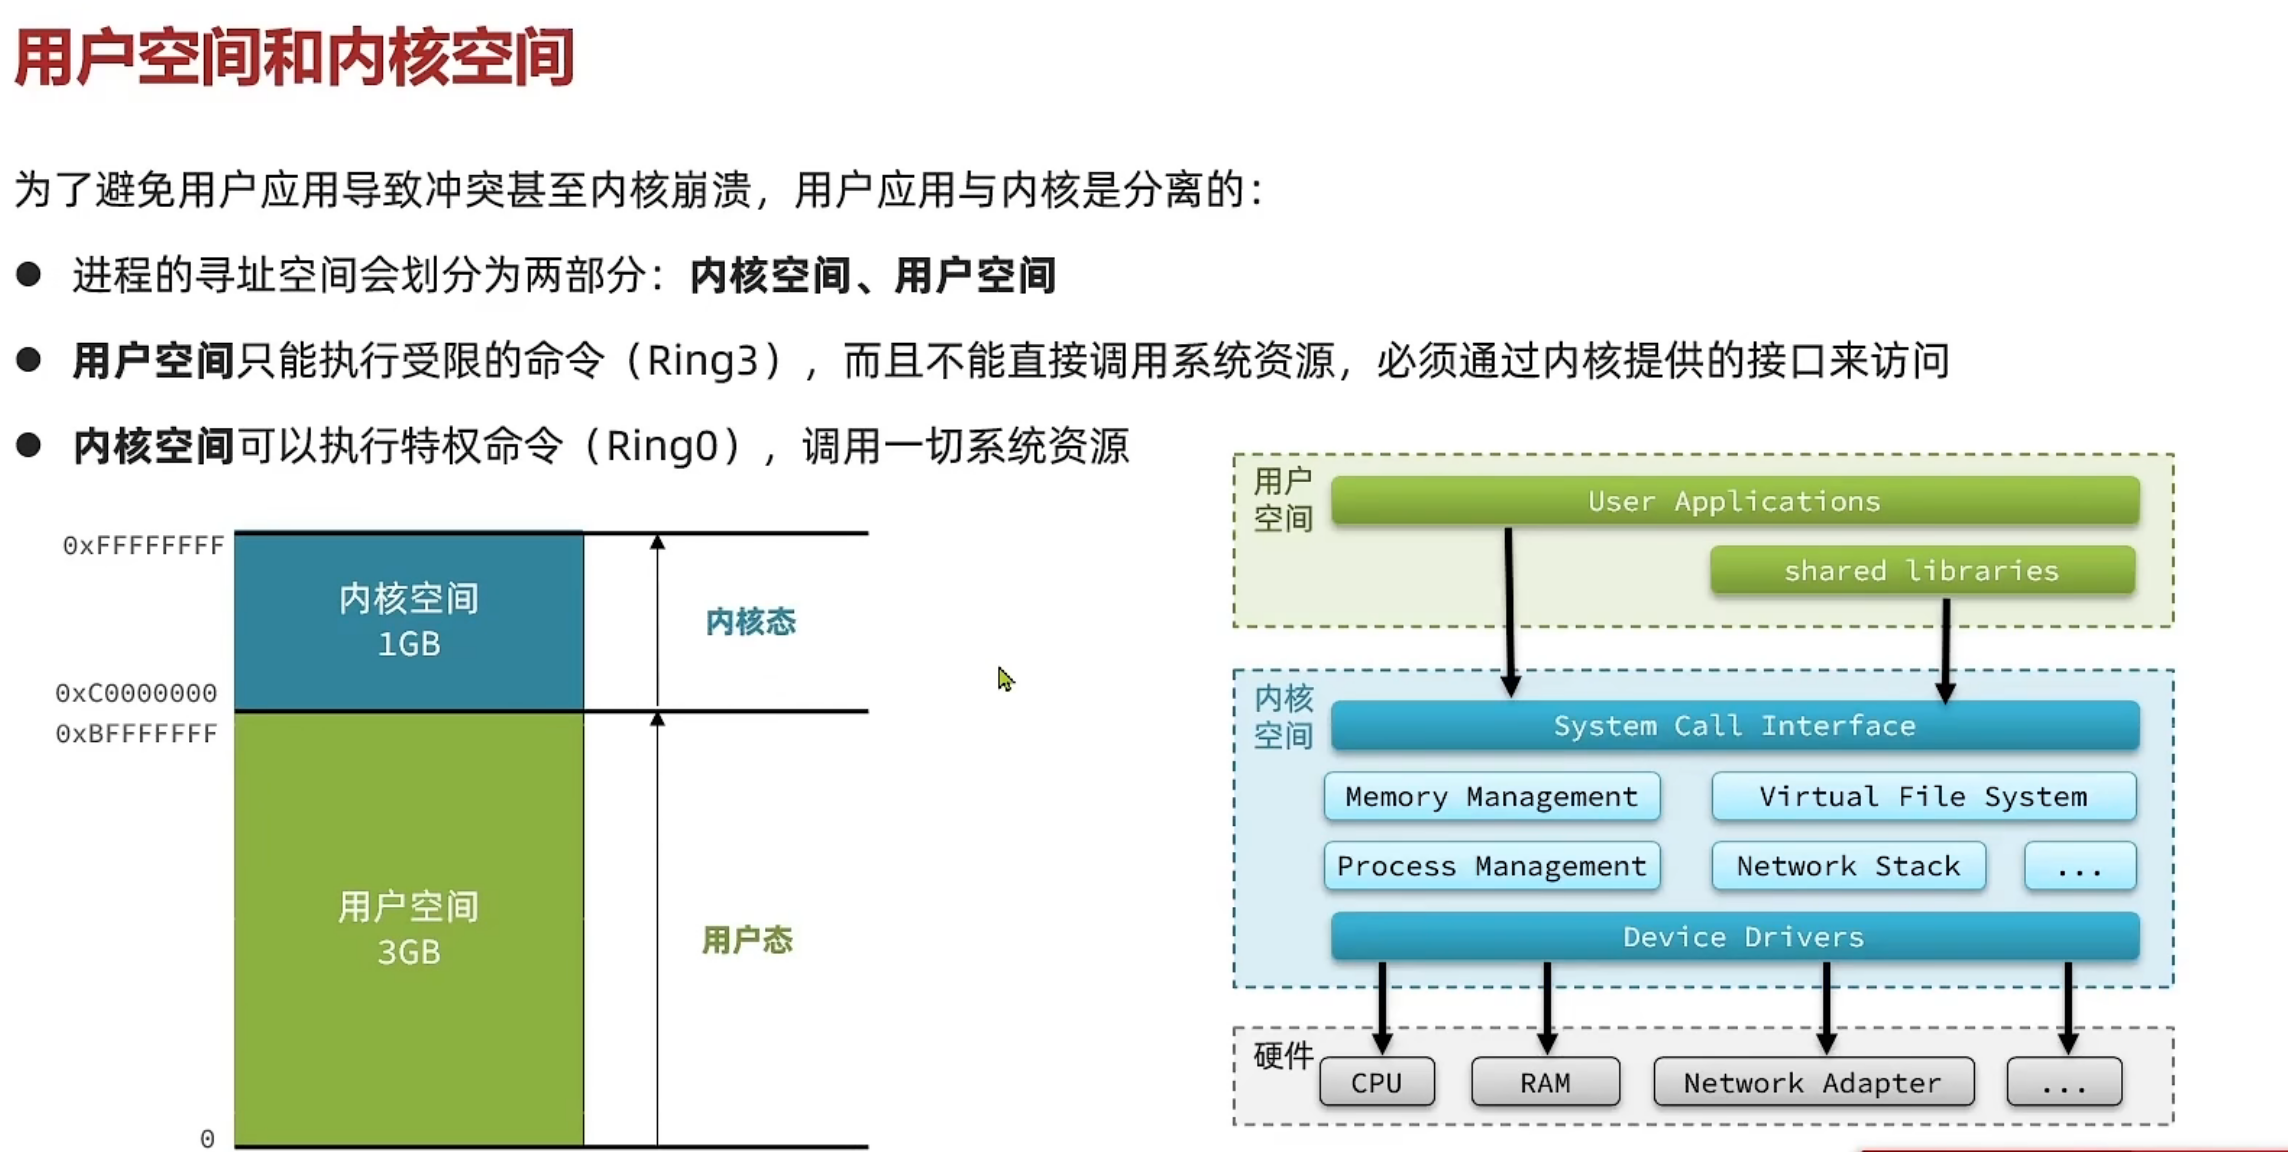 用户空间和内核空间
为了避免用户应用导致冲突甚至内核崩溃，用户应用与内核是分离的：
● 进程的寻址空间会划分为两部分：内核空间、用户空间
● 用户空间只能执行受限的命令（Ring3），而且不能直接调用系统资源，必须通过内核提供的接口来访问
● 内核空间可以执行特权命令（Ring0），调用一切系统资源
0xFFFFFFFF
内核空间
1GB
内核态
0xC0000000
0xBFFFFFFF
用户空间
3GB
用户态
0
用户
空间
User Applications
shared libraries
内核
空间
System Call Interface
Memory Management
Virtual File System
Process Management
Network Stack
...
Device Drivers
硬件
CPU
RAM
Network Adapter
...